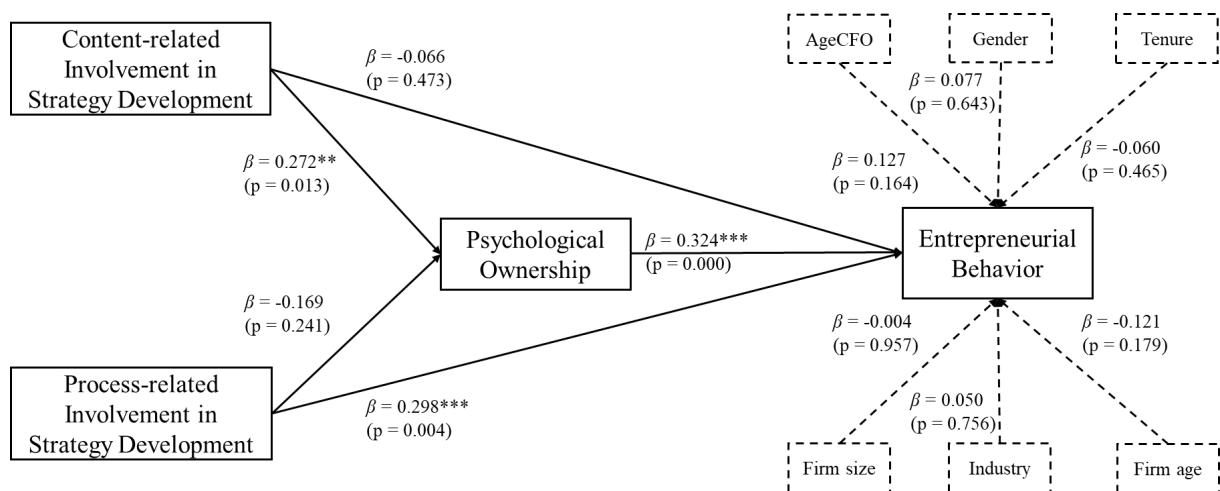 Content-related
Involvement in
Strategy Development
β = -0.066
(p = 0.473)
AgeCFO
Gender
Tenure
β = 0.077
(p = 0.643)
β = 0.272**
(p = 0.013)
β = 0.127
(p = 0.164)
β = -0.060
(p = 0.465)
Psychological
Ownership
β = 0.324***
(p = 0.000)
Entrepreneurial
Behavior
β = -0.169
(p = 0.241)
β = -0.004
(p = 0.957)
β = -0.121
(p = 0.179)
Process-related
Involvement in
Strategy Development
β = 0.298***
(p = 0.004)
β = 0.050
(p = 0.756)
Firm size
Industry
Firm age